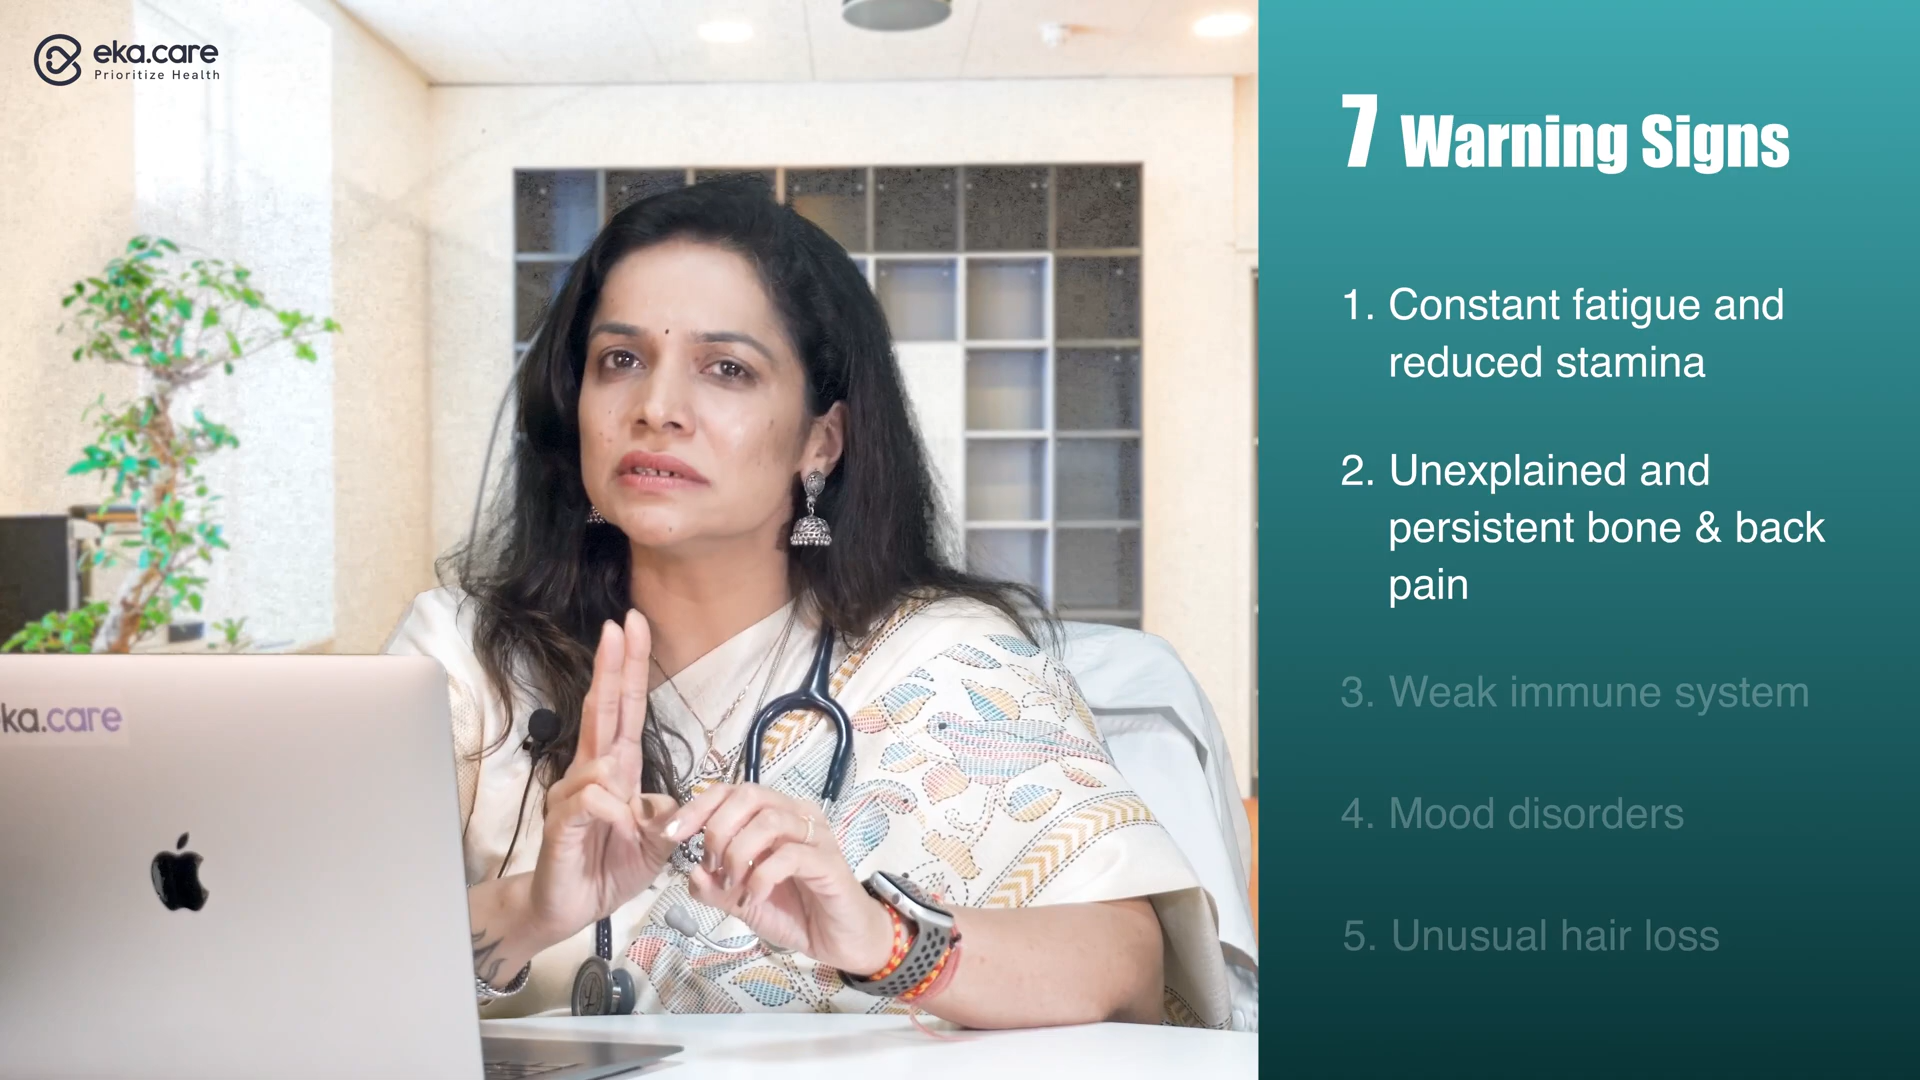 eka.care
Prioritize Health
7 Warning Signs
1. Constant fatigue and
reduced stamina
2. Unexplained and
persistent bone & back
pain
3. Weak immune system
4. Mood disorders
5. Unusual hair loss
ka.care